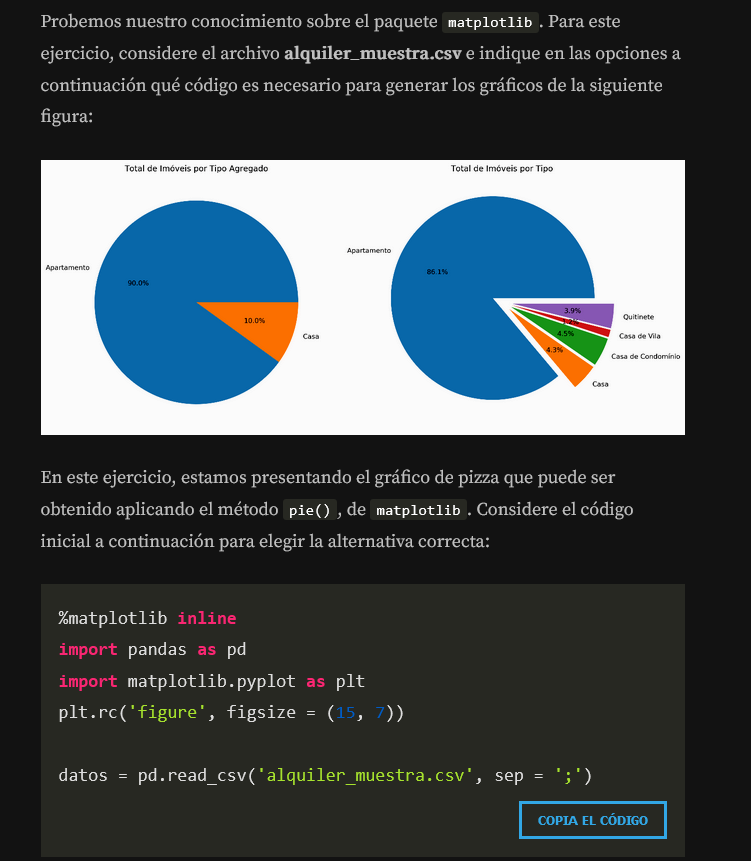 Probemos nuestro conocimiento sobre el paquete matplotlib . Para este
ejercicio, considere el archivo alquiler_muestra.csv e indique en las opciones a
continuación qué código es necesario para generar los gráficos de la siguiente
figura:
Total de Imóveis por Tipo Agregado
Total de Imóveis por Tipo
Apartamento
90.0%
10.0%
Casa
Apartamento
86.1%
3.9%
Quitinete
Casa de Vila
4.5%
Casa de Condomínio
4.3%
Casa
En este ejercicio, estamos presentando el gráfico de pizza que puede ser
obtenido aplicando el método pie() , de matplotlib . Considere el código
inicial a continuación para elegir la alternativa correcta:
%matplotlib inline
import pandas as pd
import matplotlib.pyplot as plt
plt.rc('figure', figsize = (15, 7))
datos = pd.read_csv('alquiler_muestra.csv', sep = ';')
COPIA EL CÓDIGO